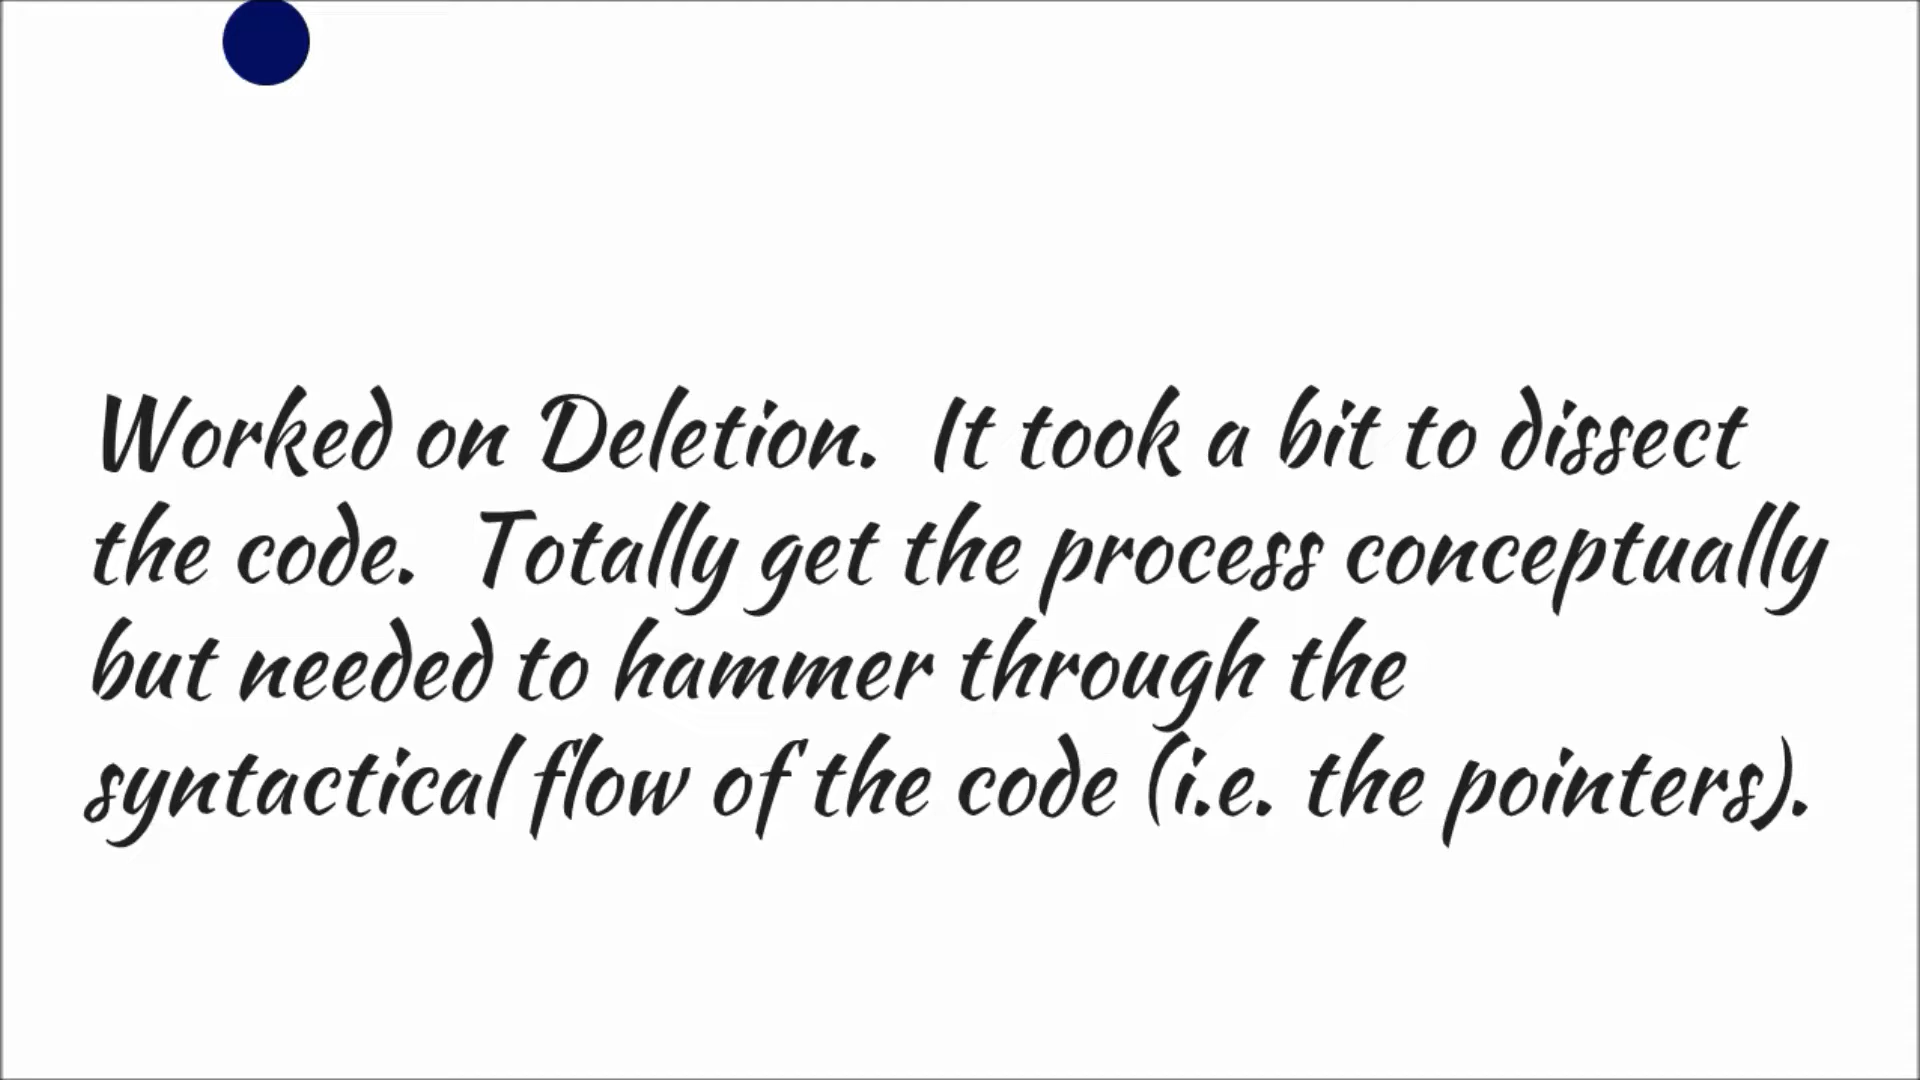 Worked on Deletion.  It took a bit to dissect
the code.  Totally get the process conceptually
but needed to hammer through the
syntactical flow of the code (i.e. the pointers).